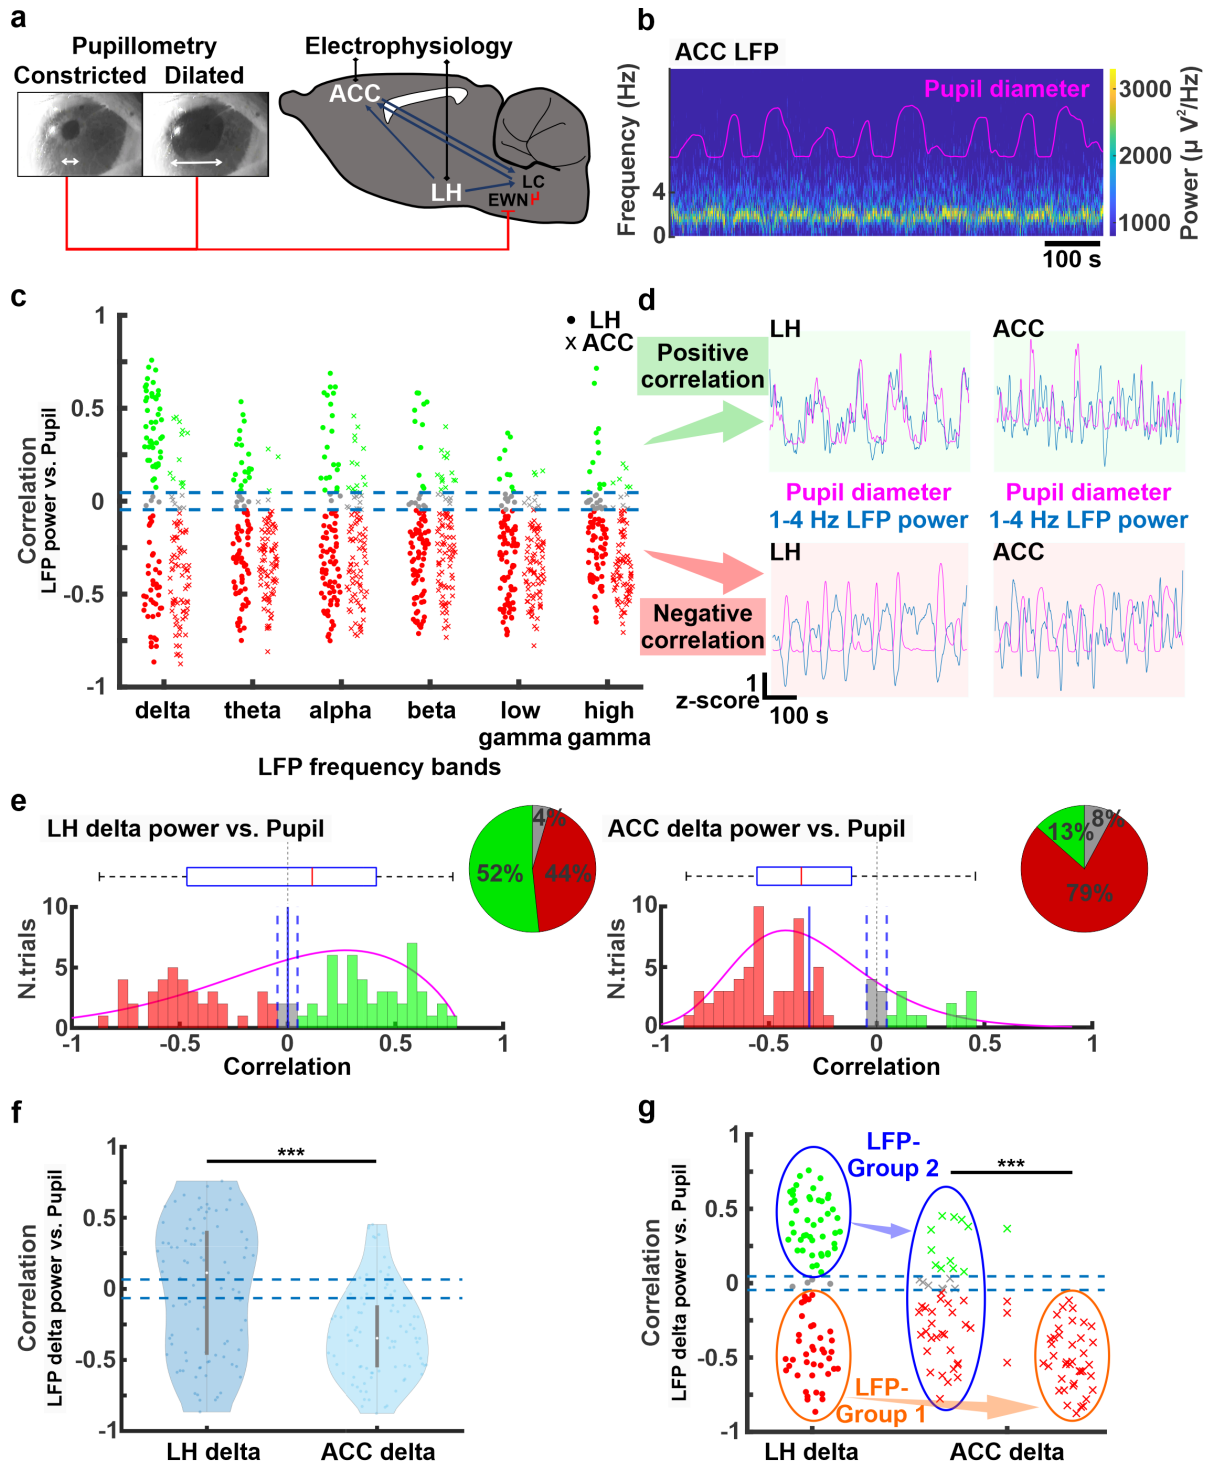 a
Pupillometry
Constricted Dilated
Electrophysiology
ACC
LH
LC
EWN
b
ACC LFP
Pupil diameter
Frequency (Hz)
4
0
3000
2000
1000
Power (µ V²/Hz)
100 s
c
1
0.5
0
-0.5
-1
Correlation
LFP power vs. Pupil
• LH
x ACC
delta theta alpha beta low gamma high gamma
LFP frequency bands
d
Positive
correlation
LH
ACC
Pupil diameter
1-4 Hz LFP power
Pupil diameter
1-4 Hz LFP power
Negative
correlation
LH
ACC
1
z-score
100 s
e
LH delta power vs. Pupil
4%
52%
44%
10
5
0
N.trials
-1 -0.5 0 0.5 1
Correlation
ACC delta power vs. Pupil
13%
8%
79%
10
5
0
N.trials
-1 -0.5 0 0.5 1
Correlation
f
1
0.5
0
-0.5
-1
Correlation
LFP delta power vs. Pupil
***
LH delta ACC delta
g
1
0.5
0
-0.5
-1
Correlation
LFP delta power vs. Pupil
LFP-
Group 2
***
LFP-
Group 1
LH delta ACC delta